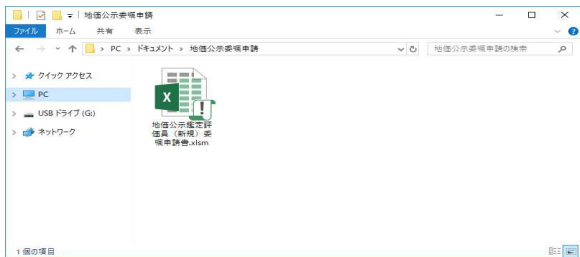 地価公示委嘱申請
ファイル ホーム 共有 表示
PC › ドキュメント › 地価公示委嘱申請
地価公示委嘱申請の検索
クイック アクセス
PC
USB ドライブ (G:)
ネットワーク
地価公示鑑定評
価員（新規）委
嘱申請書.xlsm
1 個の項目